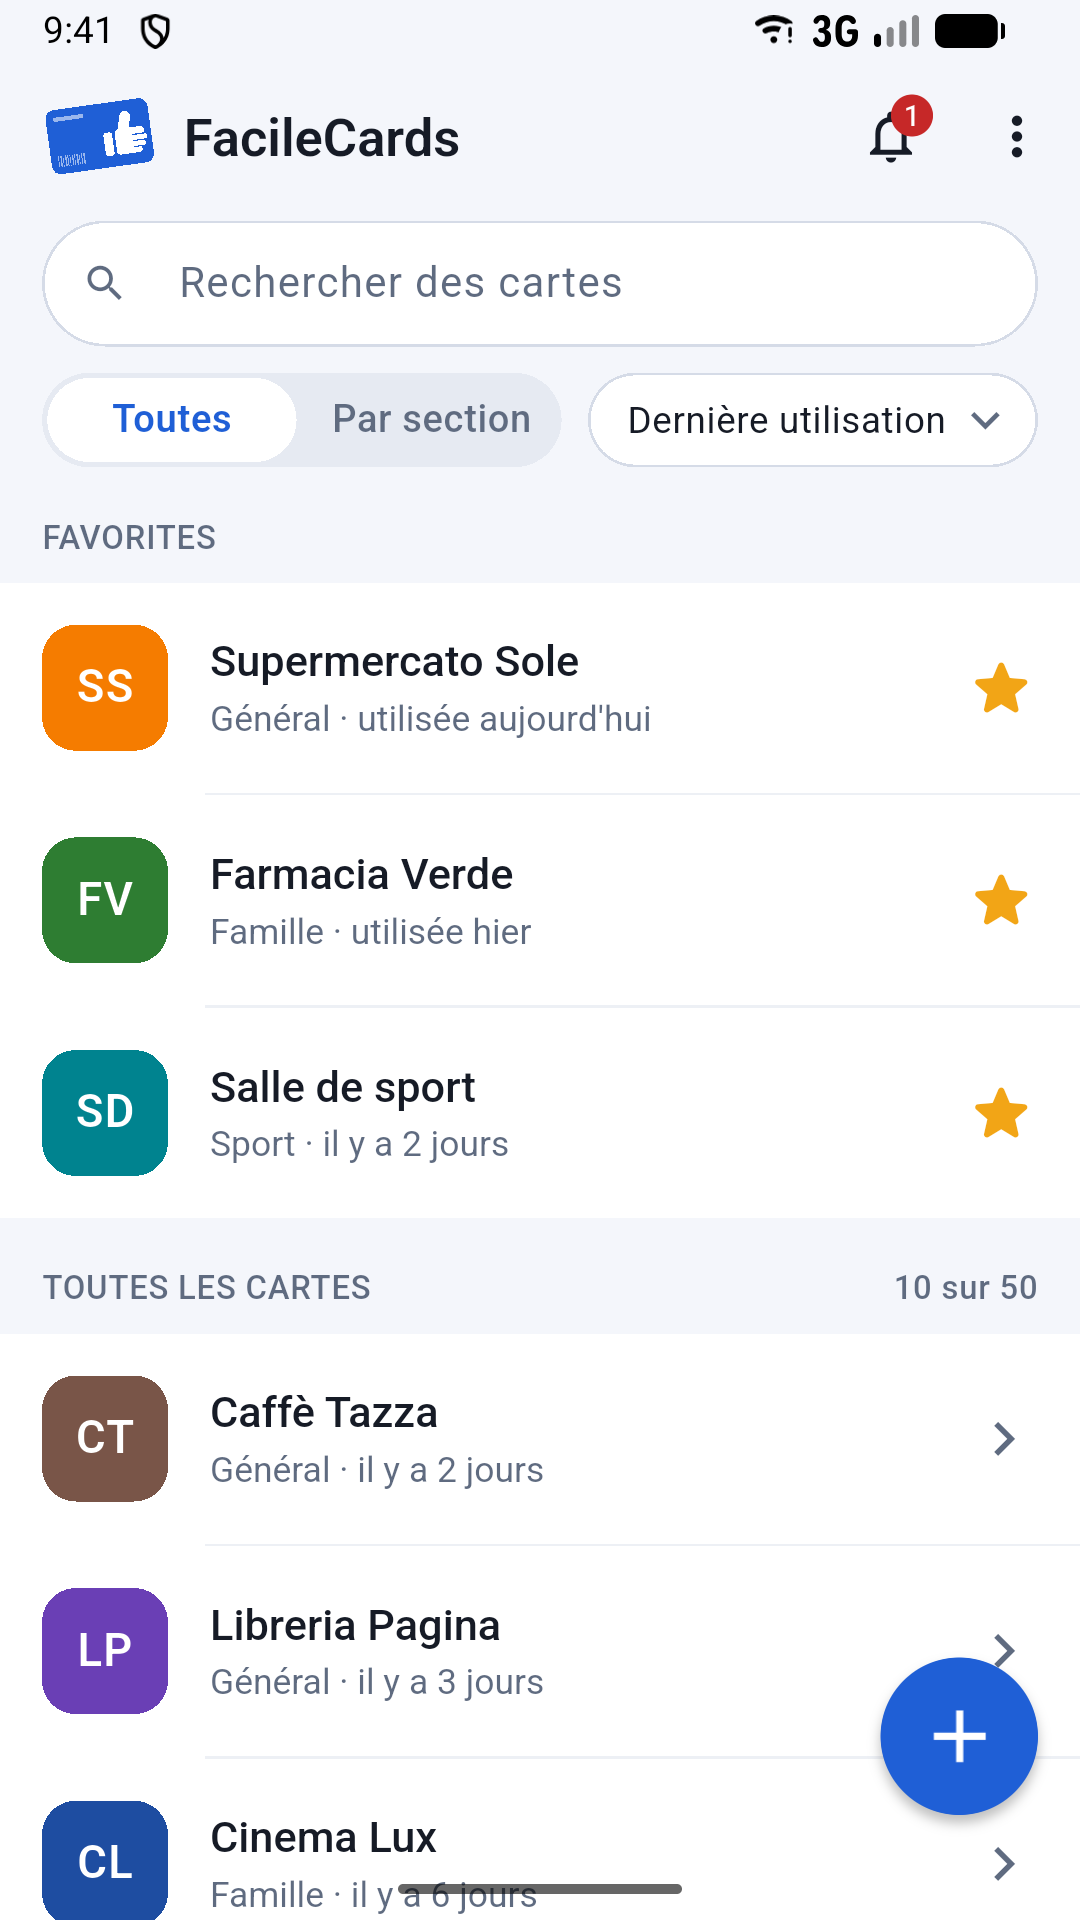 9:41
3G
FacileCards
1
Rechercher des cartes
Toutes
Par section
Dernière utilisation
FAVORITES
SS
Supermercato Sole
Général · utilisée aujourd'hui
FV
Farmacia Verde
Famille · utilisée hier
SD
Salle de sport
Sport · il y a 2 jours
TOUTES LES CARTES
10 sur 50
CT
Caffè Tazza
Général · il y a 2 jours
LP
Libreria Pagina
Général · il y a 3 jours
CL
Cinema Lux
Famille · il y a 6 jours